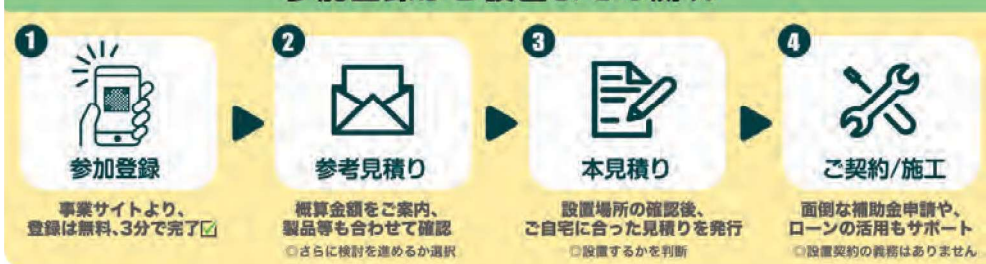 1
2
3
4
参加登録
参考見積り
本見積り
ご契約/施工
事業サイトより、
登録は無料、3分で完了☑
概算金額をご案内、
製品等も合わせて確認
◎さらに検討を進めるか選択
設置場所の確認後、
ご自宅に合った見積りを発行
◎設置するかを判断
面倒な補助金申請や、
ローンの活用もサポート
◎設置契約の義務はありません